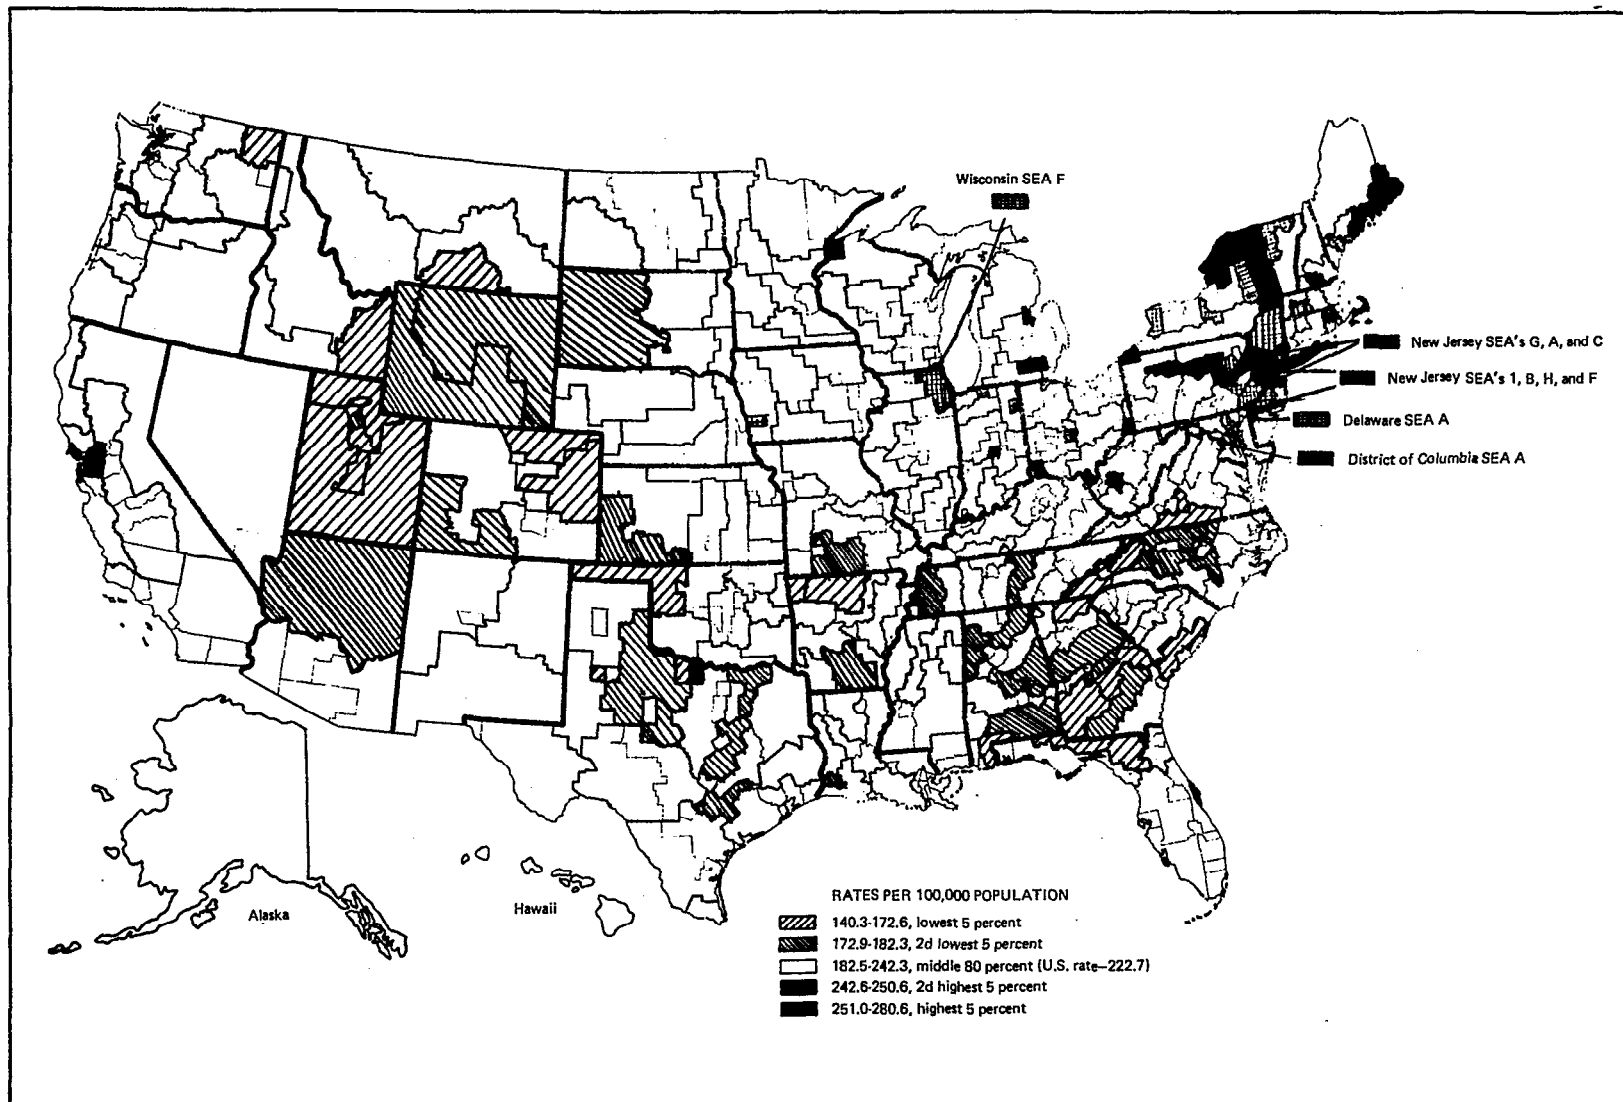 Wisconsin SEA F
New Jersey SEA's G, A, and C
New Jersey SEA's 1, B, H, and F
Delaware SEA A
District of Columbia SEA A
Alaska
Hawaii
RATES PER 100,000 POPULATION
140.3-172.6, lowest 5 percent
172.9-182.3, 2d lowest 5 percent
182.5-242.3, middle 80 percent (U.S. rate—222.7)
242.6-250.6, 2d highest 5 percent
251.0-280.6, highest 5 percent